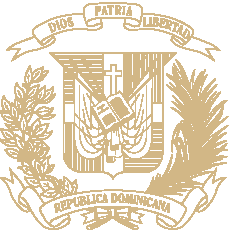 DIOS PATRIA LIBERTAD
REPUBLICA DOMINICANA